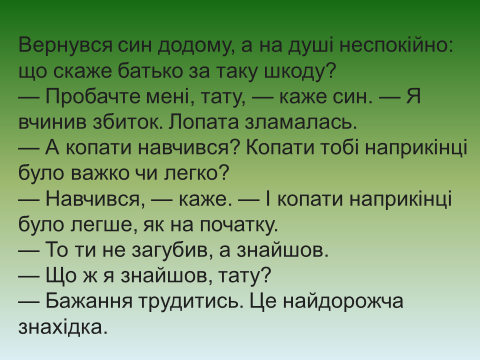 Вернувся син додому, а на душі неспокійно:
що скаже батько за таку шкоду?
— Пробачте мені, тату, — каже син. — Я
вчинив збиток. Лопата зламалась.
— А копати навчився? Копати тобі наприкінці
було важко чи легко?
— Навчився, — каже. — І копати наприкінці
було легше, як на початку.
— То ти не загубив, а знайшов.
— Що ж я знайшов, тату?
— Бажання трудитись. Це найдорожча
знахідка.